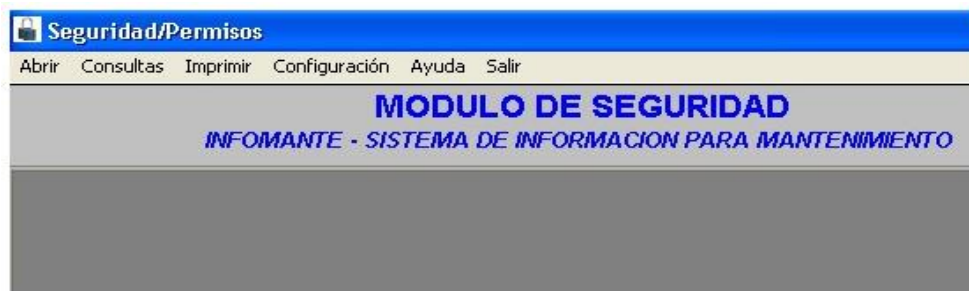 Seguridad/Permisos
Abrir Consultas Imprimir Configuración Ayuda Salir
MODULO DE SEGURIDAD
INFOMANTE - SISTEMA DE INFORMACION PARA MANTENIMIENTO